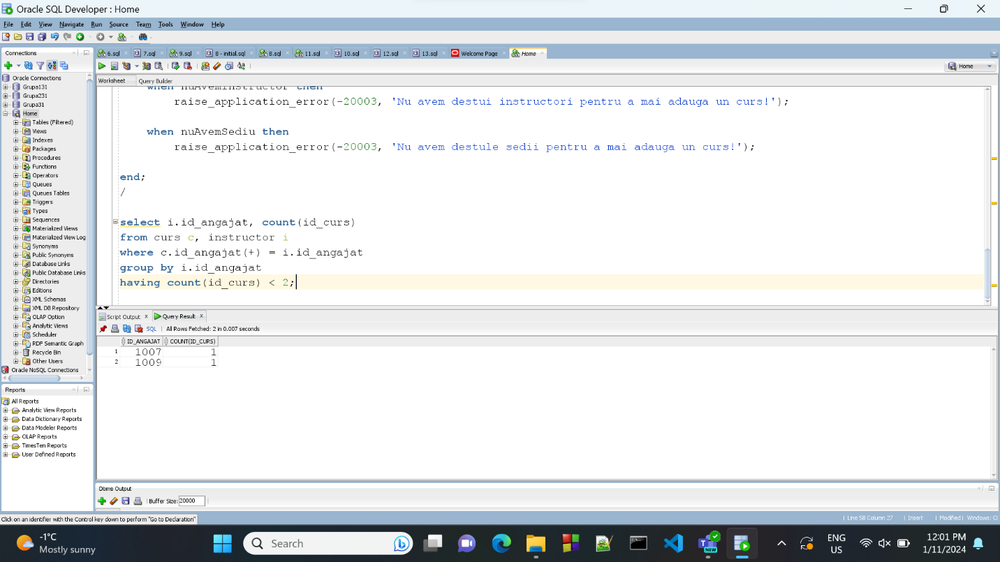 Oracle SQL Developer : Home
File Edit View Navigate Run Source Team Tools Window Help
Connections
6.sql 7.sql 9.sql 8 - initial.sql 8.sql 11.sql 10.sql 12.sql 13.sql Welcome Page Home
Home
Worksheet Query Builder
Oracle Connections
Grupa131
Grupa231
Grupa31
Home
Tables (Filtered)
Views
Indexes
Packages
Procedures
Functions
Operators
Queues
Queues Tables
Triggers
Types
Sequences
Materialized Views
Materialized View Log
Synonyms
Public Synonyms
Database Links
Public Database Links
Directories
Editions
XML Schemas
XML DB Repository
OLAP Option
Analytic Views
Scheduler
RDF Semantic Graph
Recycle Bin
Other Users
Oracle NoSQL Connections
when nuAvemInstructor then
raise_application_error(-20003, 'Nu avem destui instructori pentru a mai adauga un curs!');
when nuAvemSediu then
raise_application_error(-20003, 'Nu avem destule sedii pentru a mai adauga un curs!');
end;
/
select i.id_angajat, count(id_curs)
from curs c, instructor i
where c.id_angajat(+) = i.id_angajat
group by i.id_angajat
having count(id_curs) < 2;
Script Output Query Result
SQL All Rows Fetched: 2 in 0.007 seconds
ID_ANGAJAT COUNT(ID_CURS)
1 1007 1
2 1009 1
Reports
All Reports
Analytic View Reports
Data Dictionary Reports
Data Modeler Reports
OLAP Reports
TimesTen Reports
User Defined Reports
Dbms Output
Buffer Size: 20000
Click on an identifier with the Control key down to perform "Go to Declaration"
Line 58 Column 27 Insert Modified Windows: C
-1°C
Mostly sunny
Search
NEW
ENG
US
12:01 PM
1/11/2024